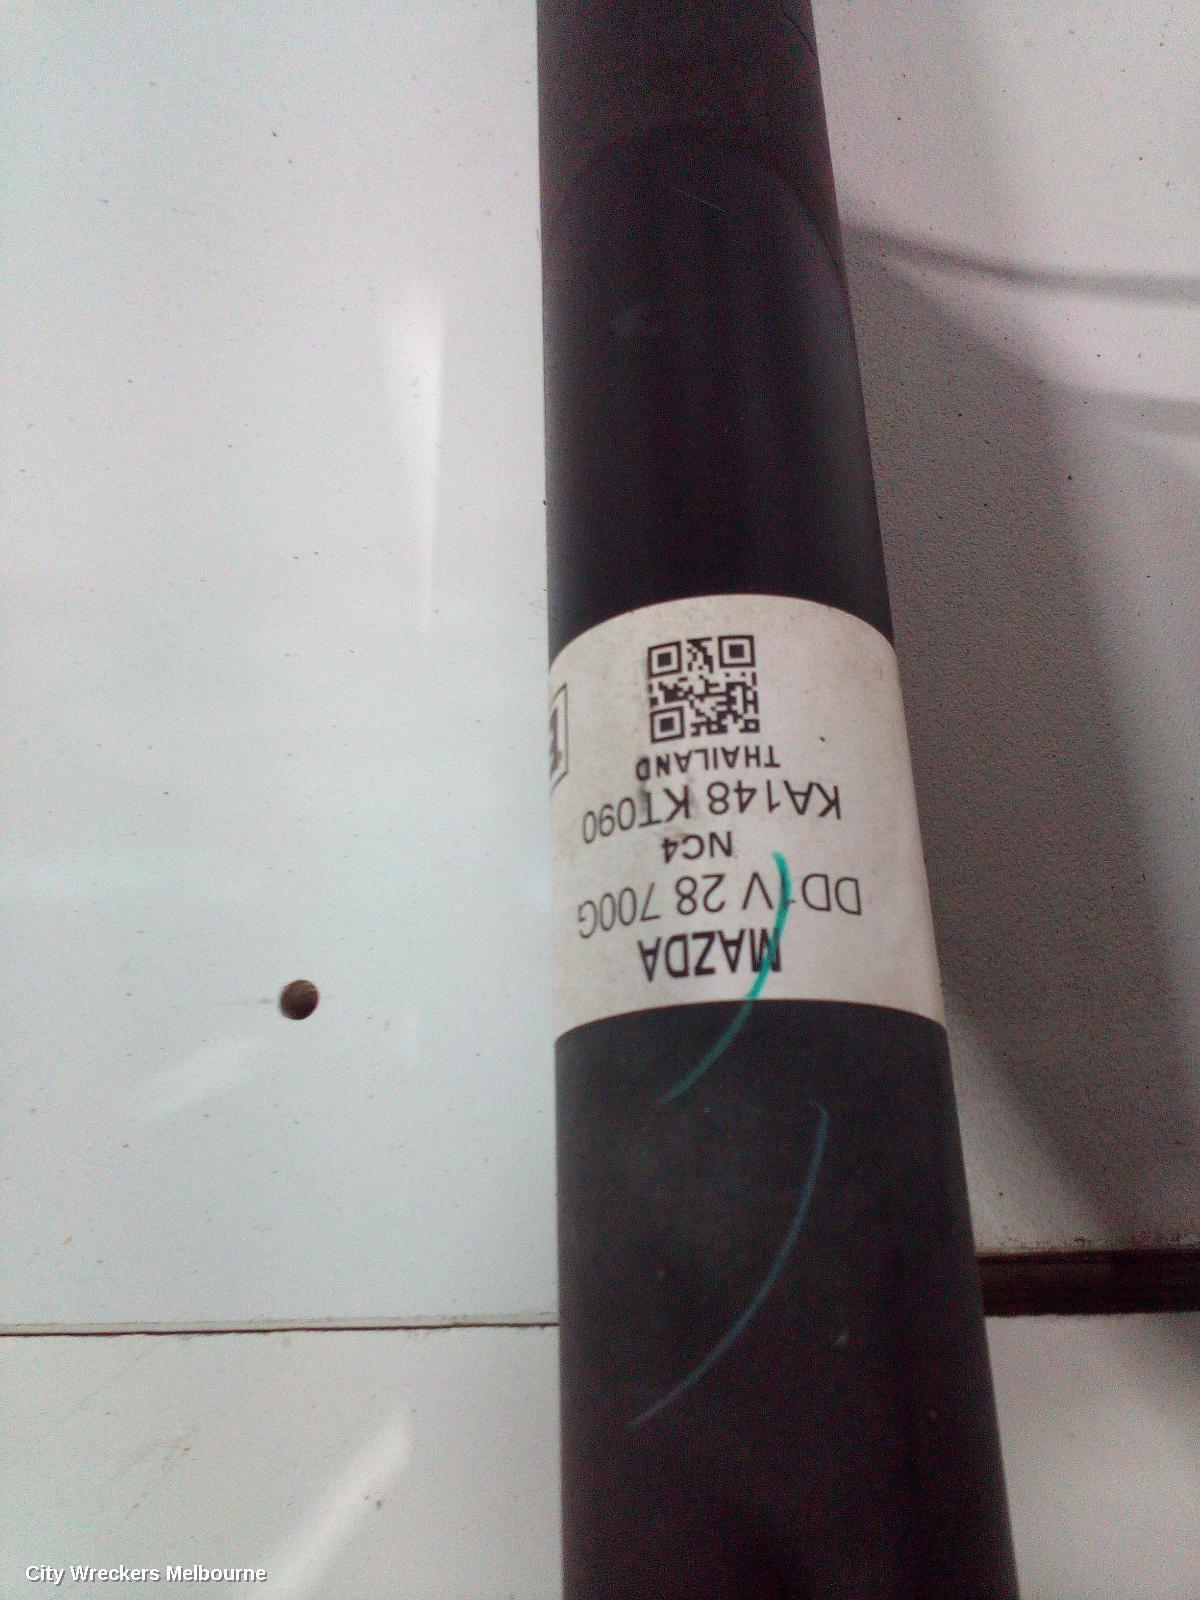 MAZDA
DD1V 28 700G
NC4
KA148 KT090
THAILAND
City Wreckers Melbourne